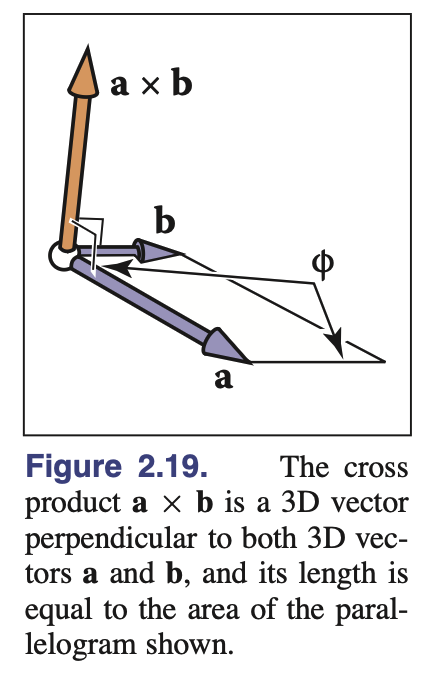 a × b
b
ϕ
a
Figure 2.19. The cross
product a × b is a 3D vector
perpendicular to both 3D vec-
tors a and b, and its length is
equal to the area of the paral-
lelogram shown.